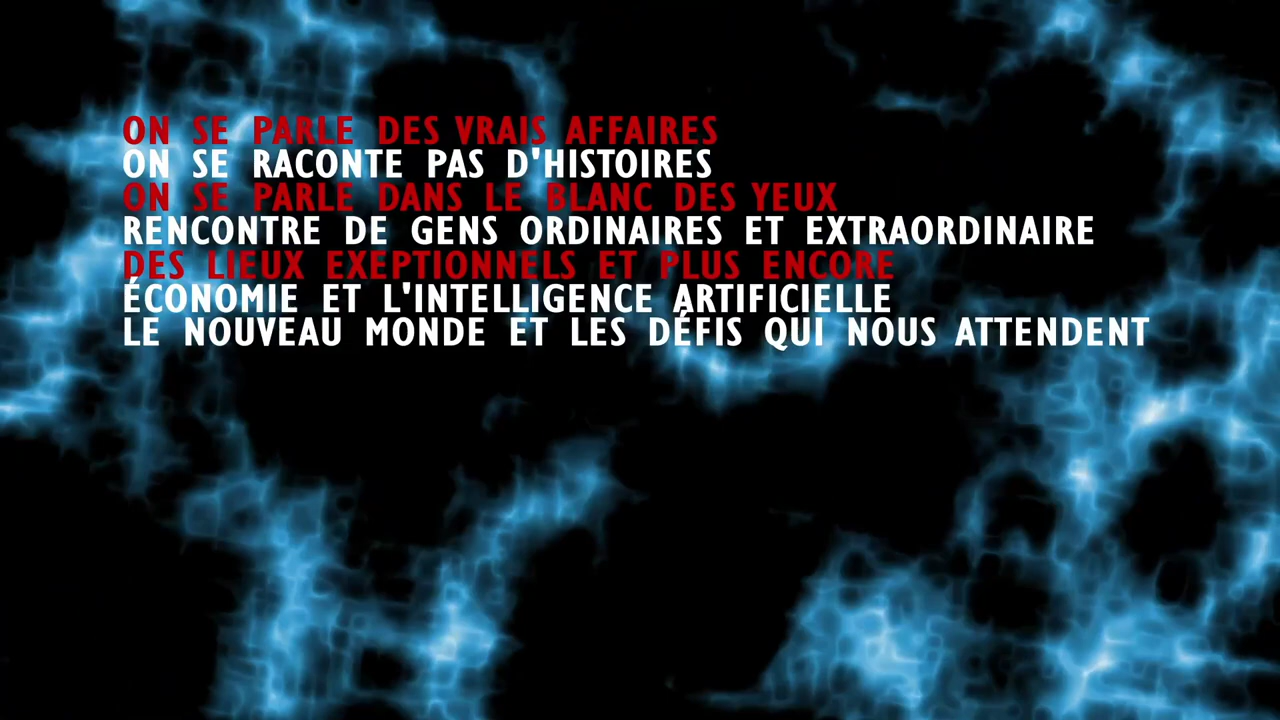 ON SE PARLE DES VRAIS AFFAIRES
ON SE RACONTE PAS D'HISTOIRES
ON SE PARLE DANS LE BLANC DES YEUX
RENCONTRE DE GENS ORDINAIRES ET EXTRAORDINAIRE
DES LIEUX EXEPTIONNELS ET PLUS ENCORE
ÉCONOMIE ET L'INTELLIGENCE ARTIFICIELLE
LE NOUVEAU MONDE ET LES DÉFIS QUI NOUS ATTENDENT